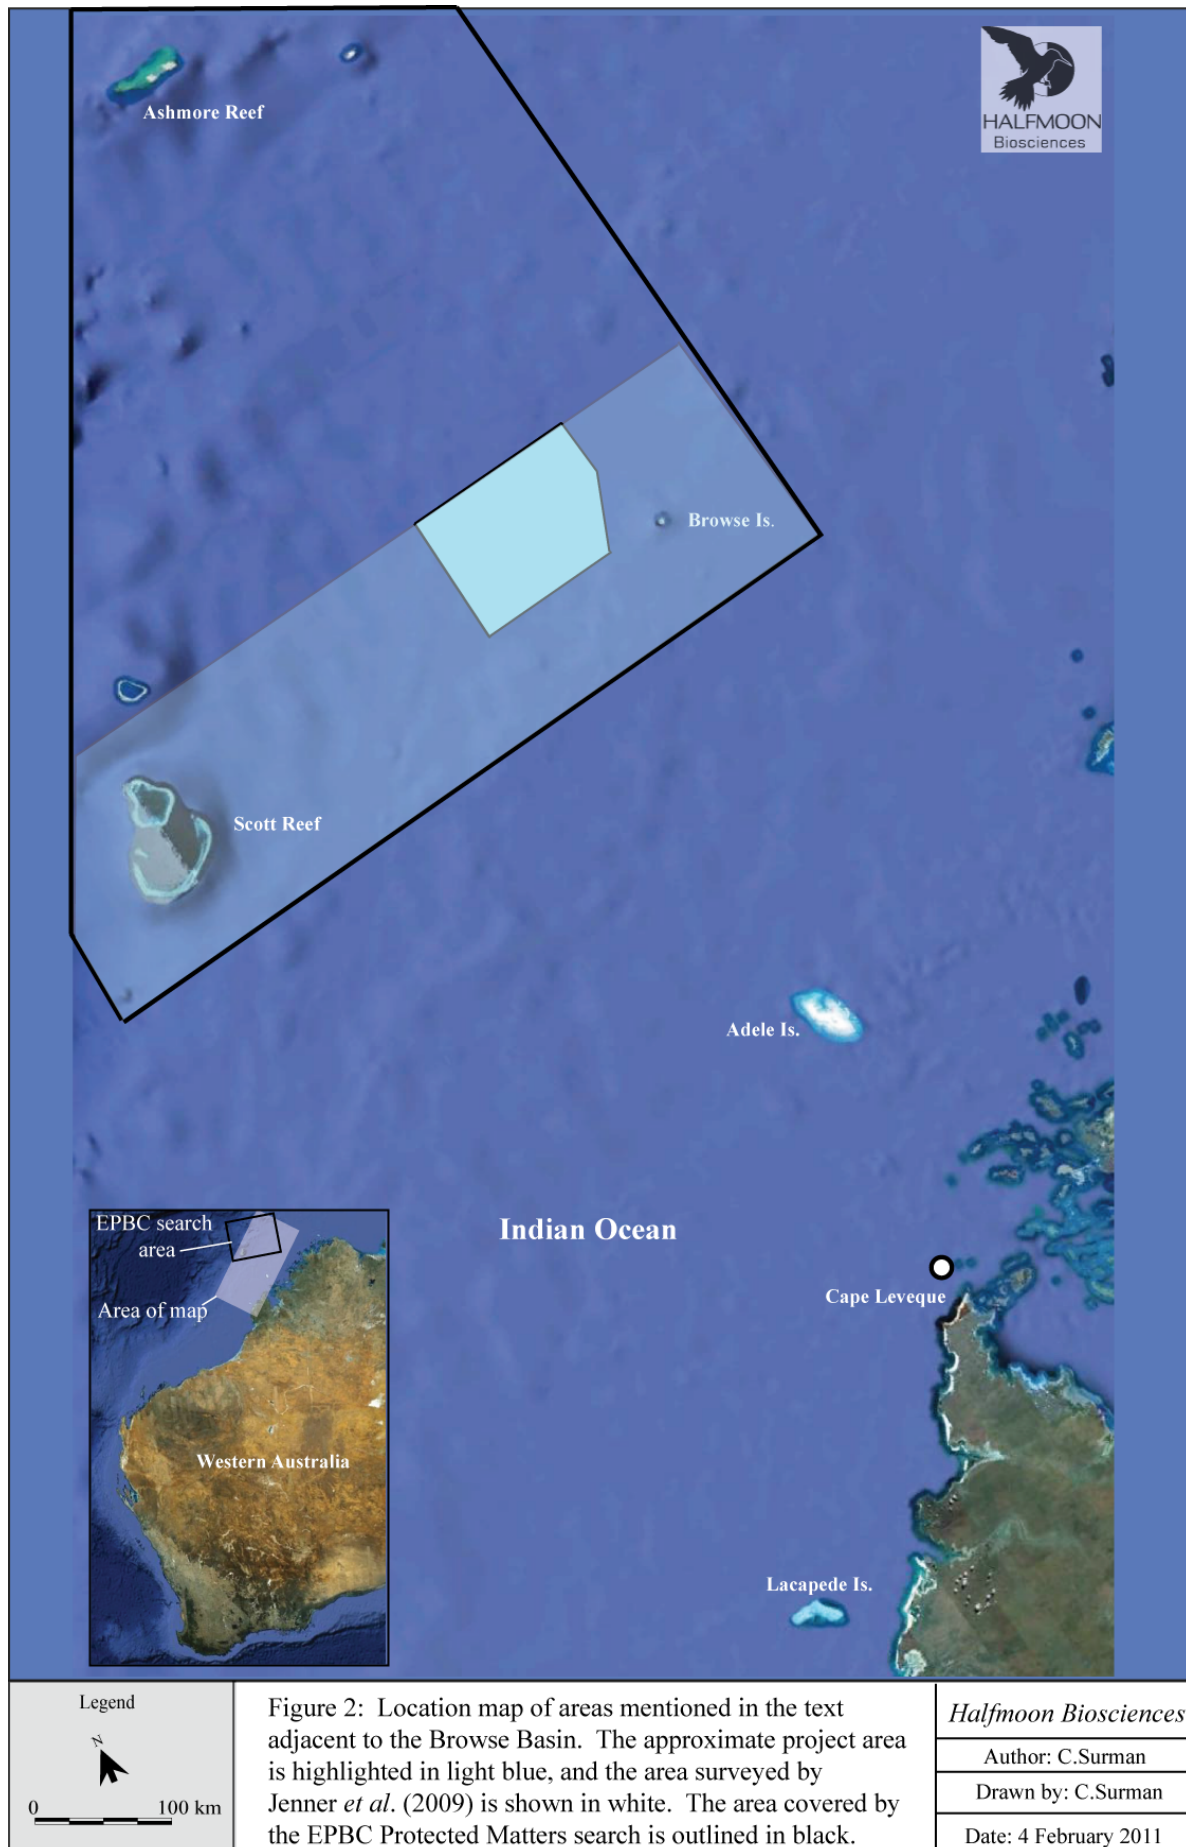 Ashmore Reef
HALFMOON
Biosciences
Browse Is.
Scott Reef
Adele Is.
Indian Ocean
Cape Leveque
Lacapede Is.
EPBC search
area
Area of map
Western Australia
Legend
N
0 100 km
Figure 2: Location map of areas mentioned in the text
adjacent to the Browse Basin. The approximate project area
is highlighted in light blue, and the area surveyed by
Jenner et al. (2009) is shown in white. The area covered by
the EPBC Protected Matters search is outlined in black.
Halfmoon Biosciences
Author: C.Surman
Drawn by: C.Surman
Date: 4 February 2011